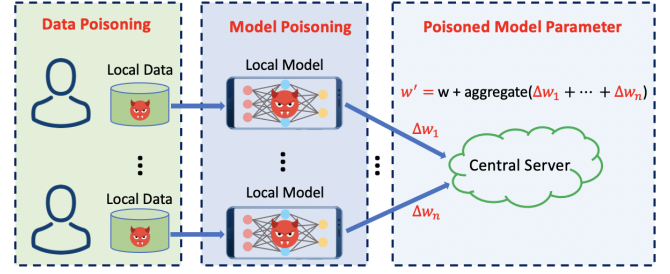 Data Poisoning
Model Poisoning
Poisoned Model Parameter
Local Data
Local Model
w' = w + aggregate(Δw₁ + ⋯ + Δwₙ)
Δw₁
Central Server
Local Data
Local Model
Δwₙ